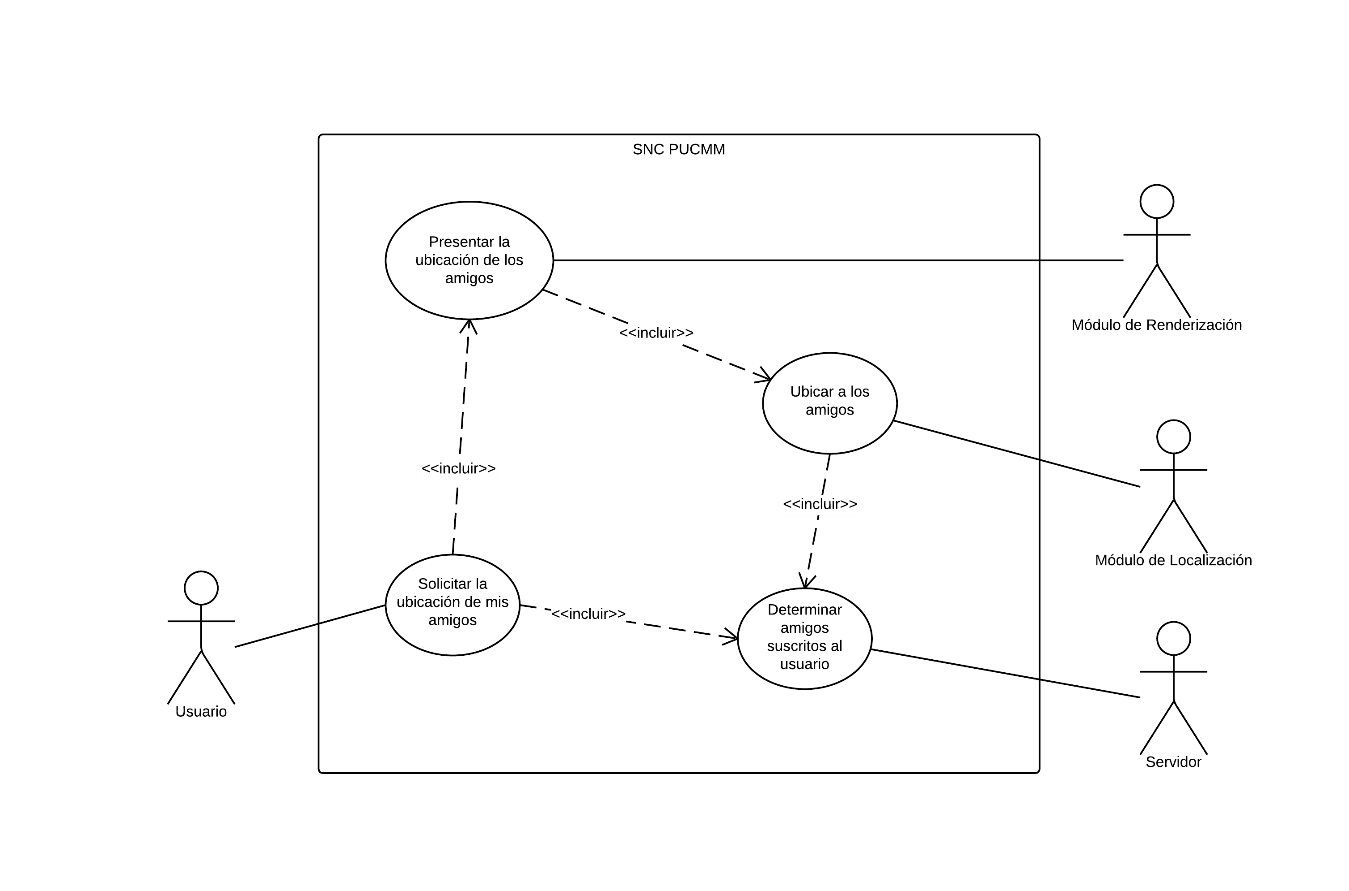 SNC PUCMM
Presentar la
ubicación de los
amigos
Módulo de Renderización
<<incluir>>
Ubicar a los
amigos
<<incluir>>
<<incluir>>
Módulo de Localización
Solicitar la
ubicación de mis
amigos
<<incluir>>
Determinar
amigos
suscritos al
usuario
Usuario
Servidor